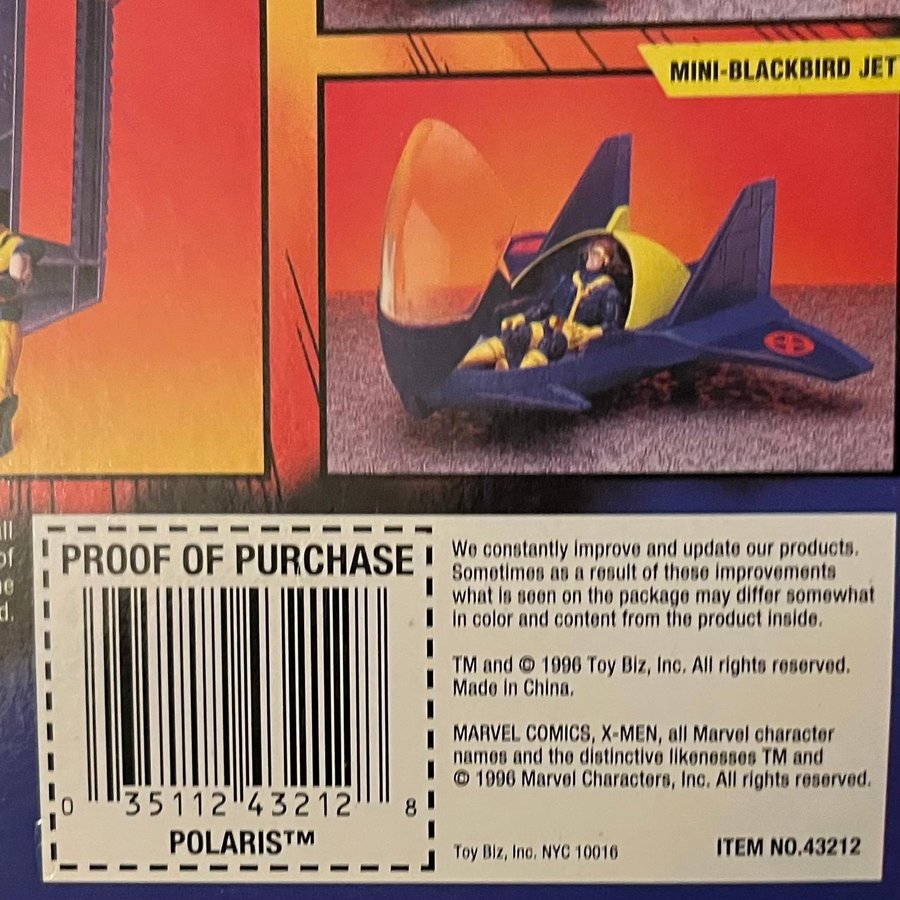 MINI-BLACKBIRD JET
ll
of
ne
d.
PROOF OF PURCHASE
0 35112 43212 8
POLARIS™
We constantly improve and update our products.
Sometimes as a result of these improvements
what is seen on the package may differ somewhat
in color and content from the product inside.
TM and © 1996 Toy Biz, Inc. All rights reserved.
Made in China.
MARVEL COMICS, X-MEN, all Marvel character
names and the distinctive likenesses TM and
© 1996 Marvel Characters, Inc. All rights reserved.
Toy Biz, Inc. NYC 10016
ITEM NO.43212